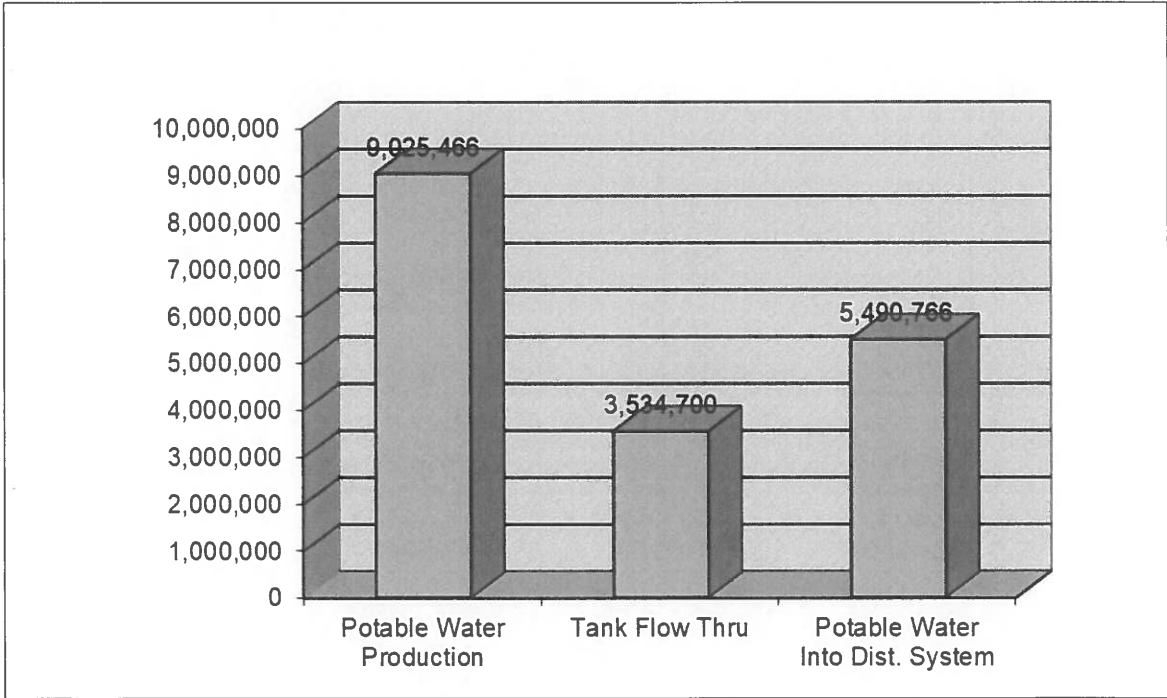 10,000,000
9,000,000
8,000,000
7,000,000
6,000,000
5,000,000
4,000,000
3,000,000
2,000,000
1,000,000
0
9,025,466
3,534,700
5,490,766
Potable Water
Production
Tank Flow Thru
Potable Water
Into Dist. System